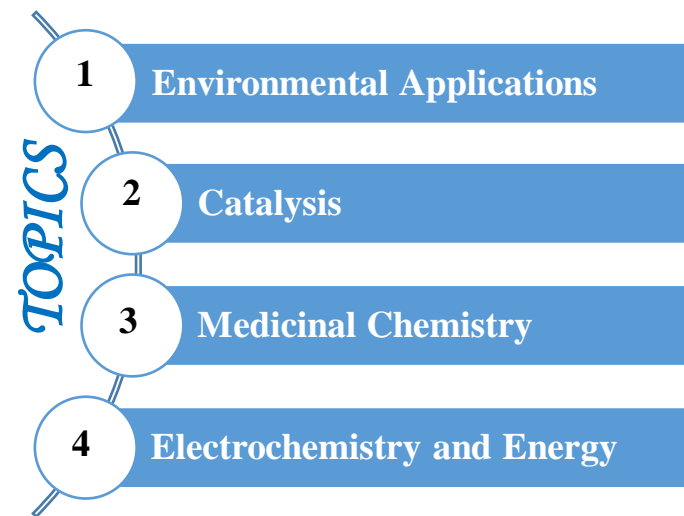 TOPICS
1
Environmental Applications
2
Catalysis
3
Medicinal Chemistry
4
Electrochemistry and Energy